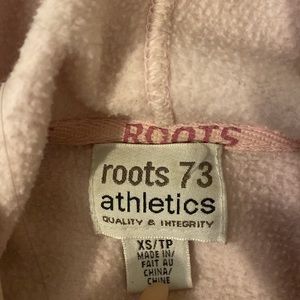 ROOTS
roots 73
athletics
QUALITY & INTEGRITY
XS/TP
MADE IN/
FAIT AU
CHINA/
CHINE